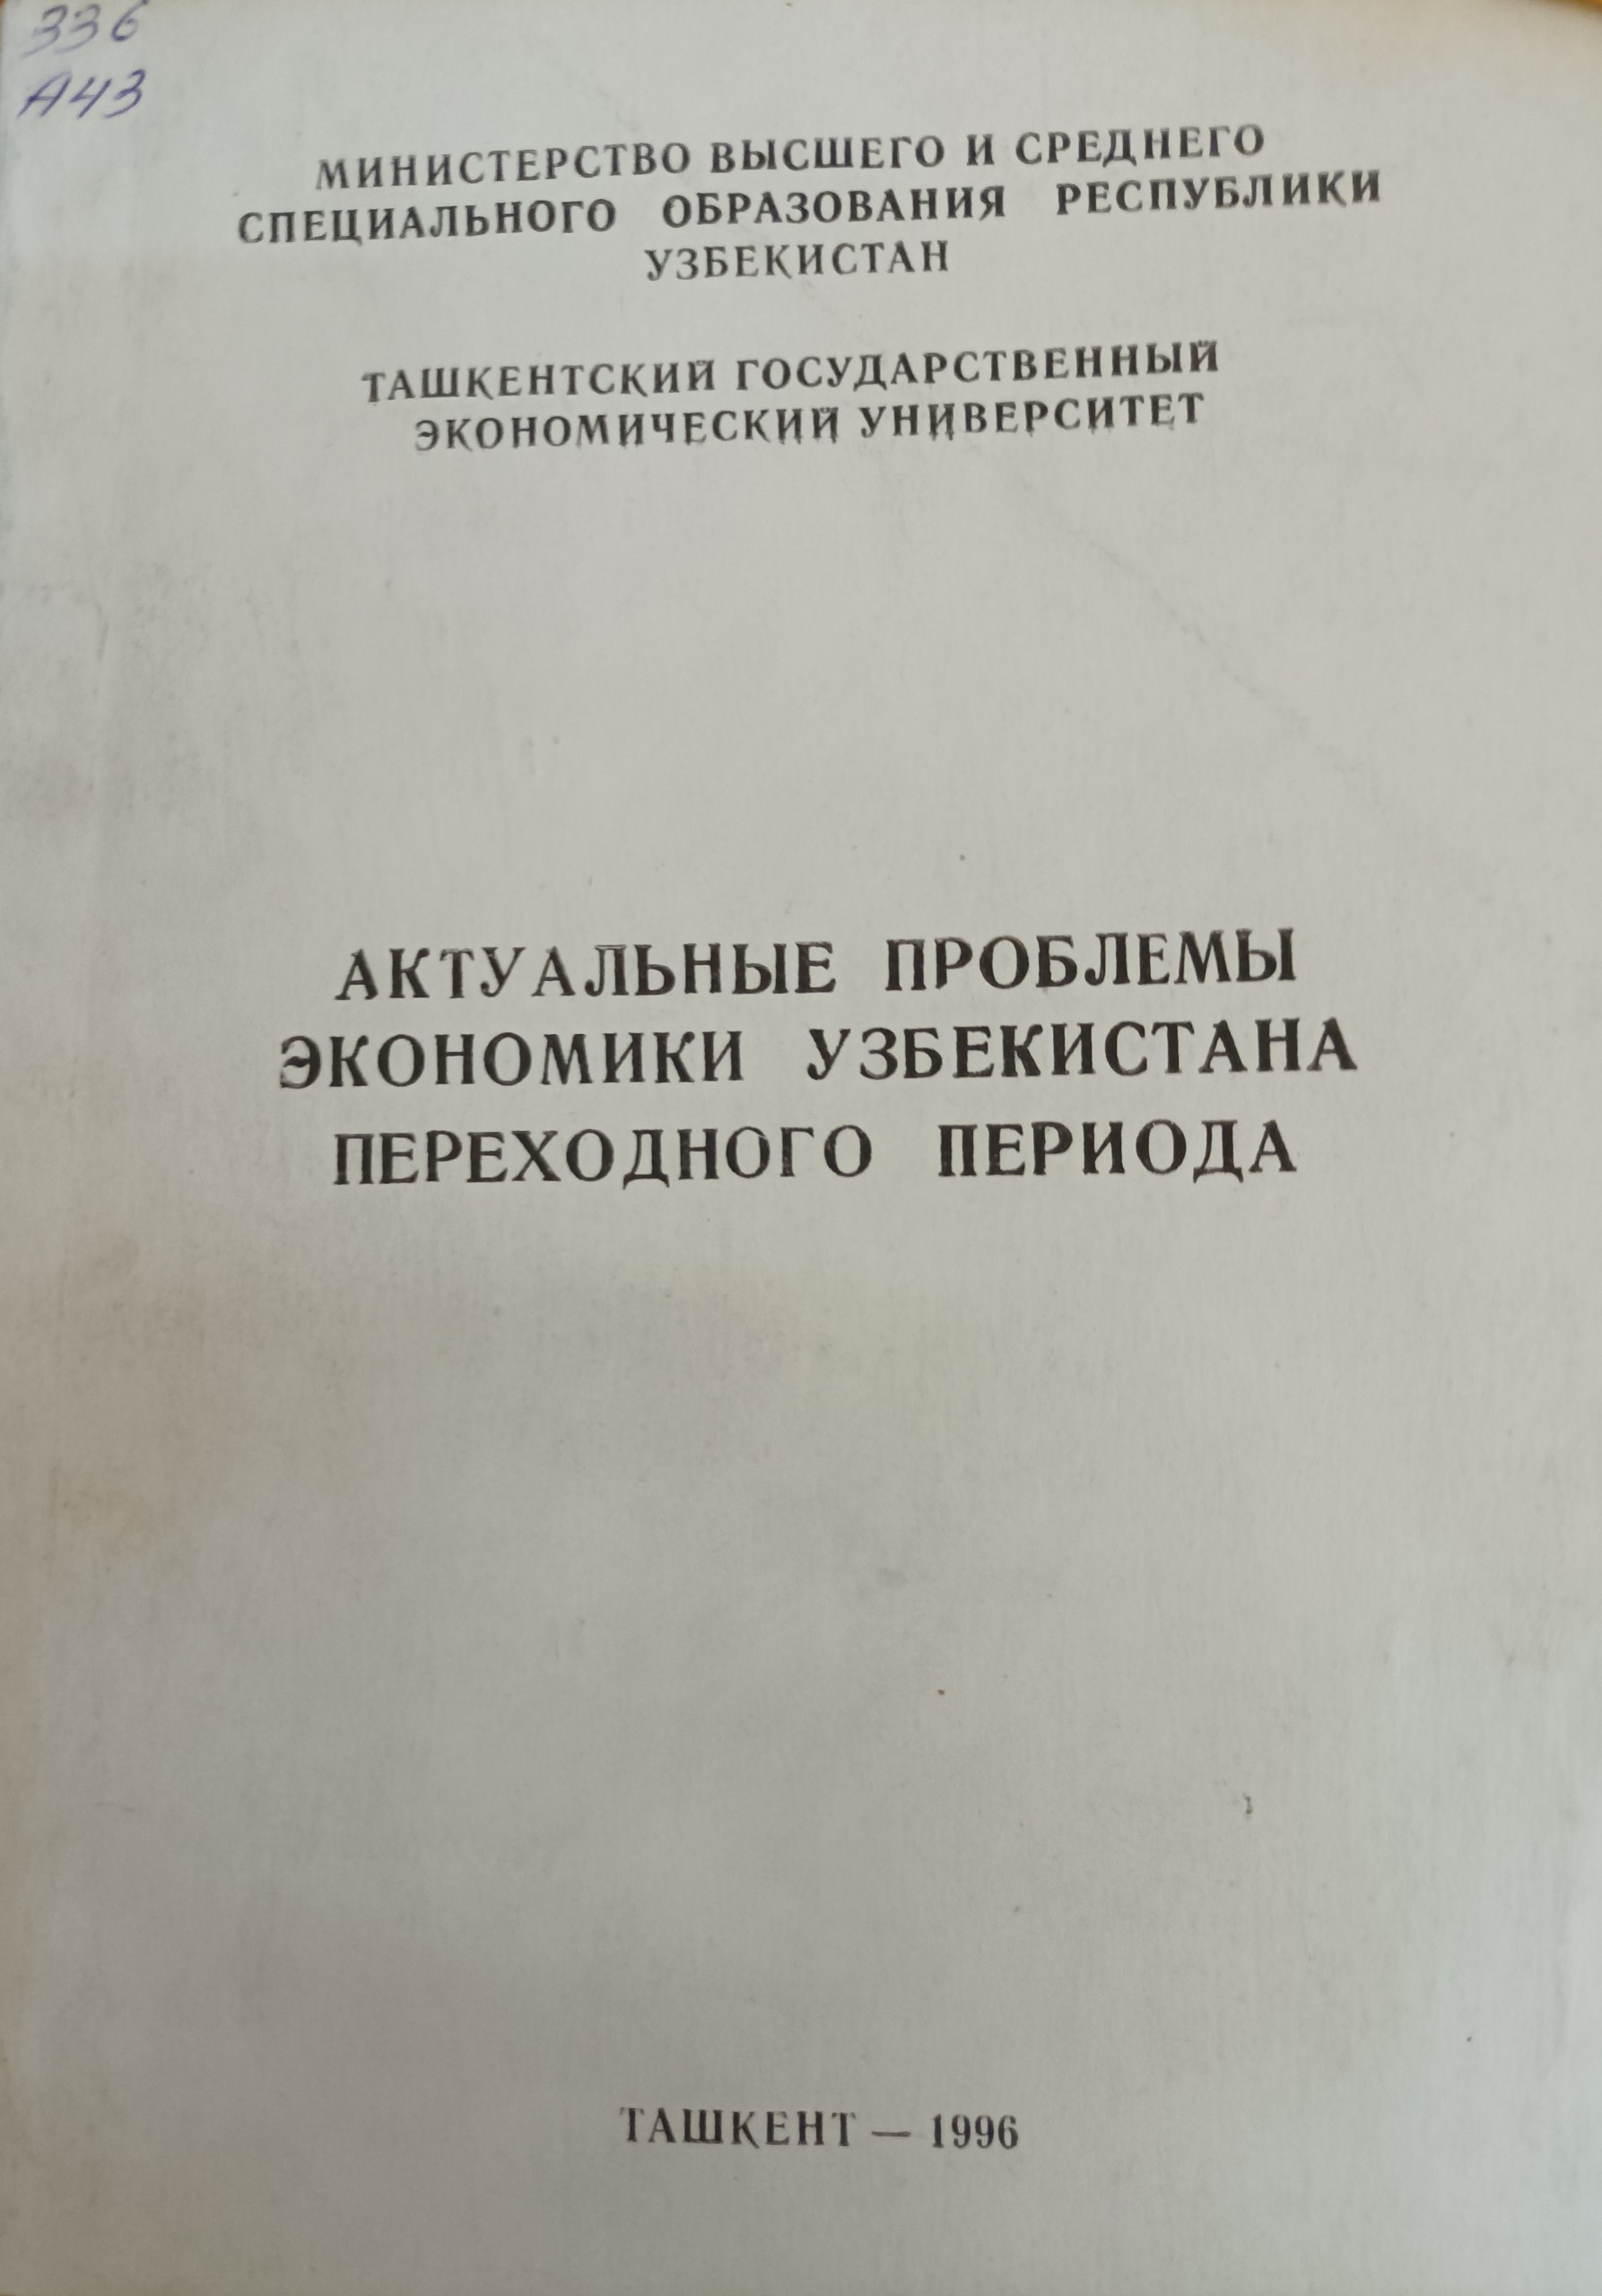 336
А43
МИНИСТЕРСТВО ВЫСШЕГО И СРЕДНЕГО
СПЕЦИАЛЬНОГО ОБРАЗОВАНИЯ РЕСПУБЛИКИ
УЗБЕКИСТАН
ТАШКЕНТСКИЙ ГОСУДАРСТВЕННЫЙ
ЭКОНОМИЧЕСКИЙ УНИВЕРСИТЕТ
АКТУАЛЬНЫЕ ПРОБЛЕМЫ
ЭКОНОМИКИ УЗБЕКИСТАНА
ПЕРЕХОДНОГО ПЕРИОДА
ТАШКЕНТ — 1996